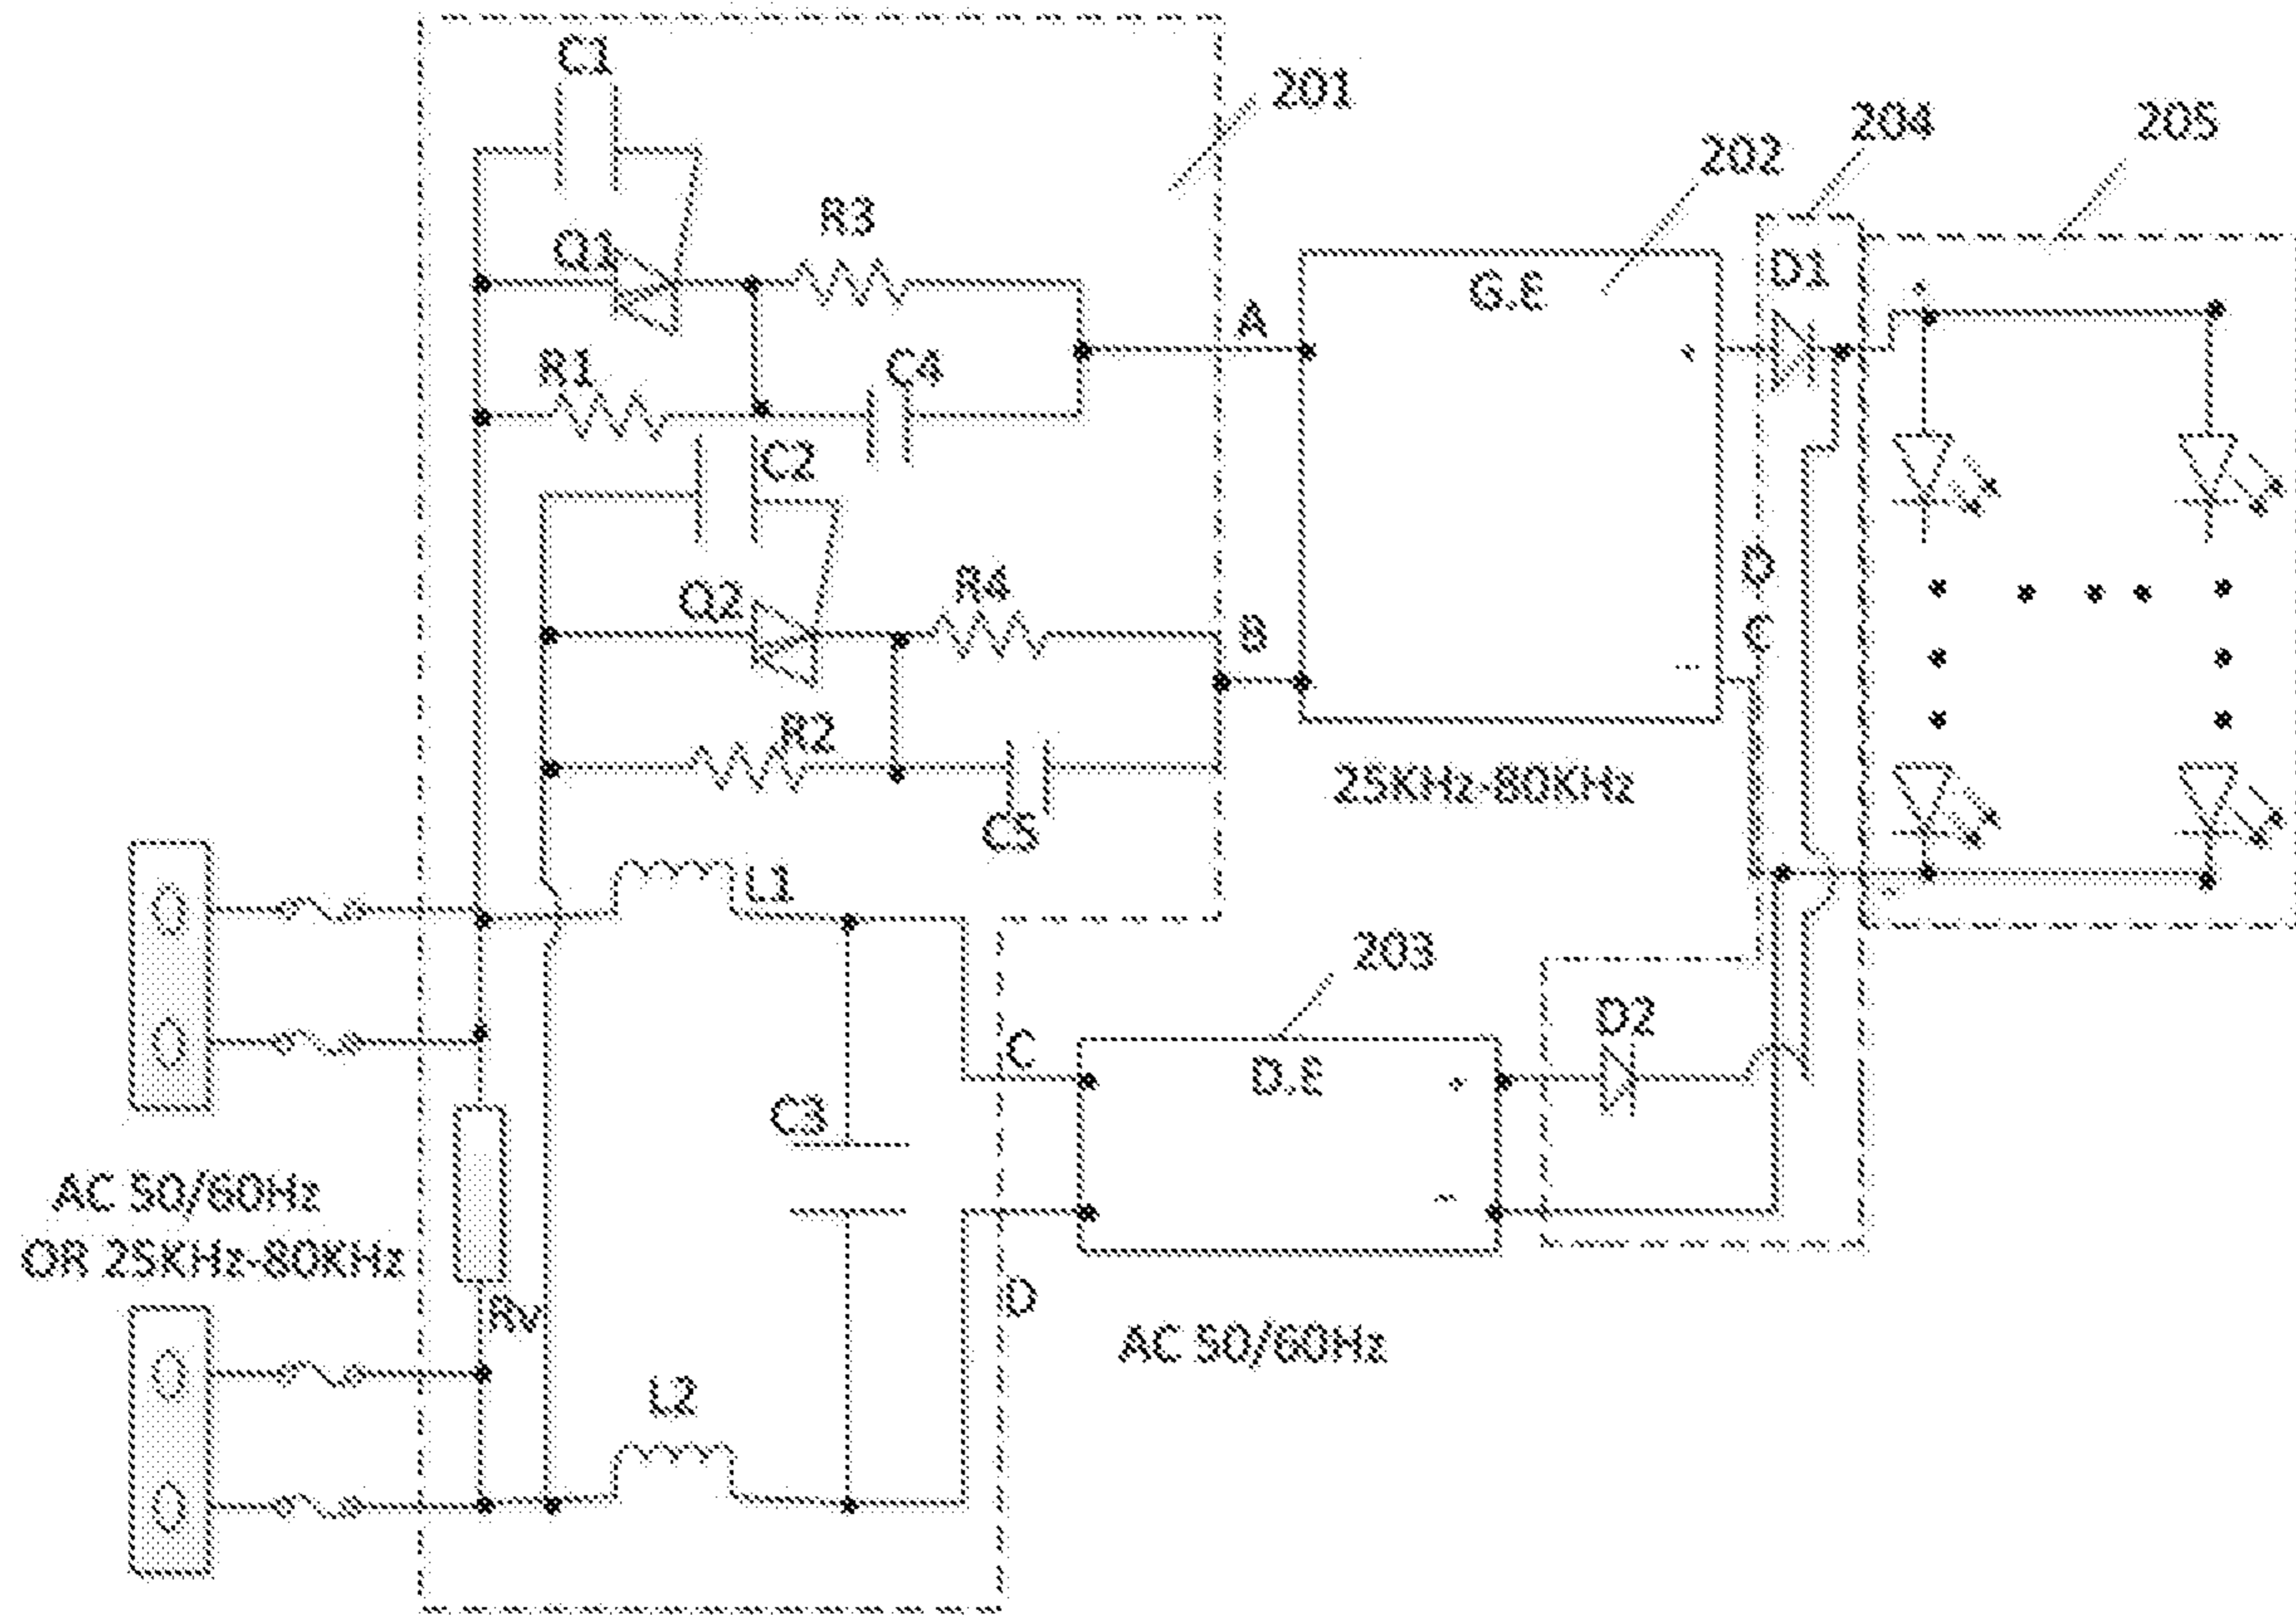 C1
201
204
205
202
Q1
R3
D1
G.E
+
A
+
R1
C4
C2
D
Q2
R4
B
C
-
R2
25KHz-80KHz
C5
L1
-
203
C
D2
D.E
+
C3
AC 50/60Hz
-
OR 25KHz-80KHz
RV
D
AC 50/60Hz
L2